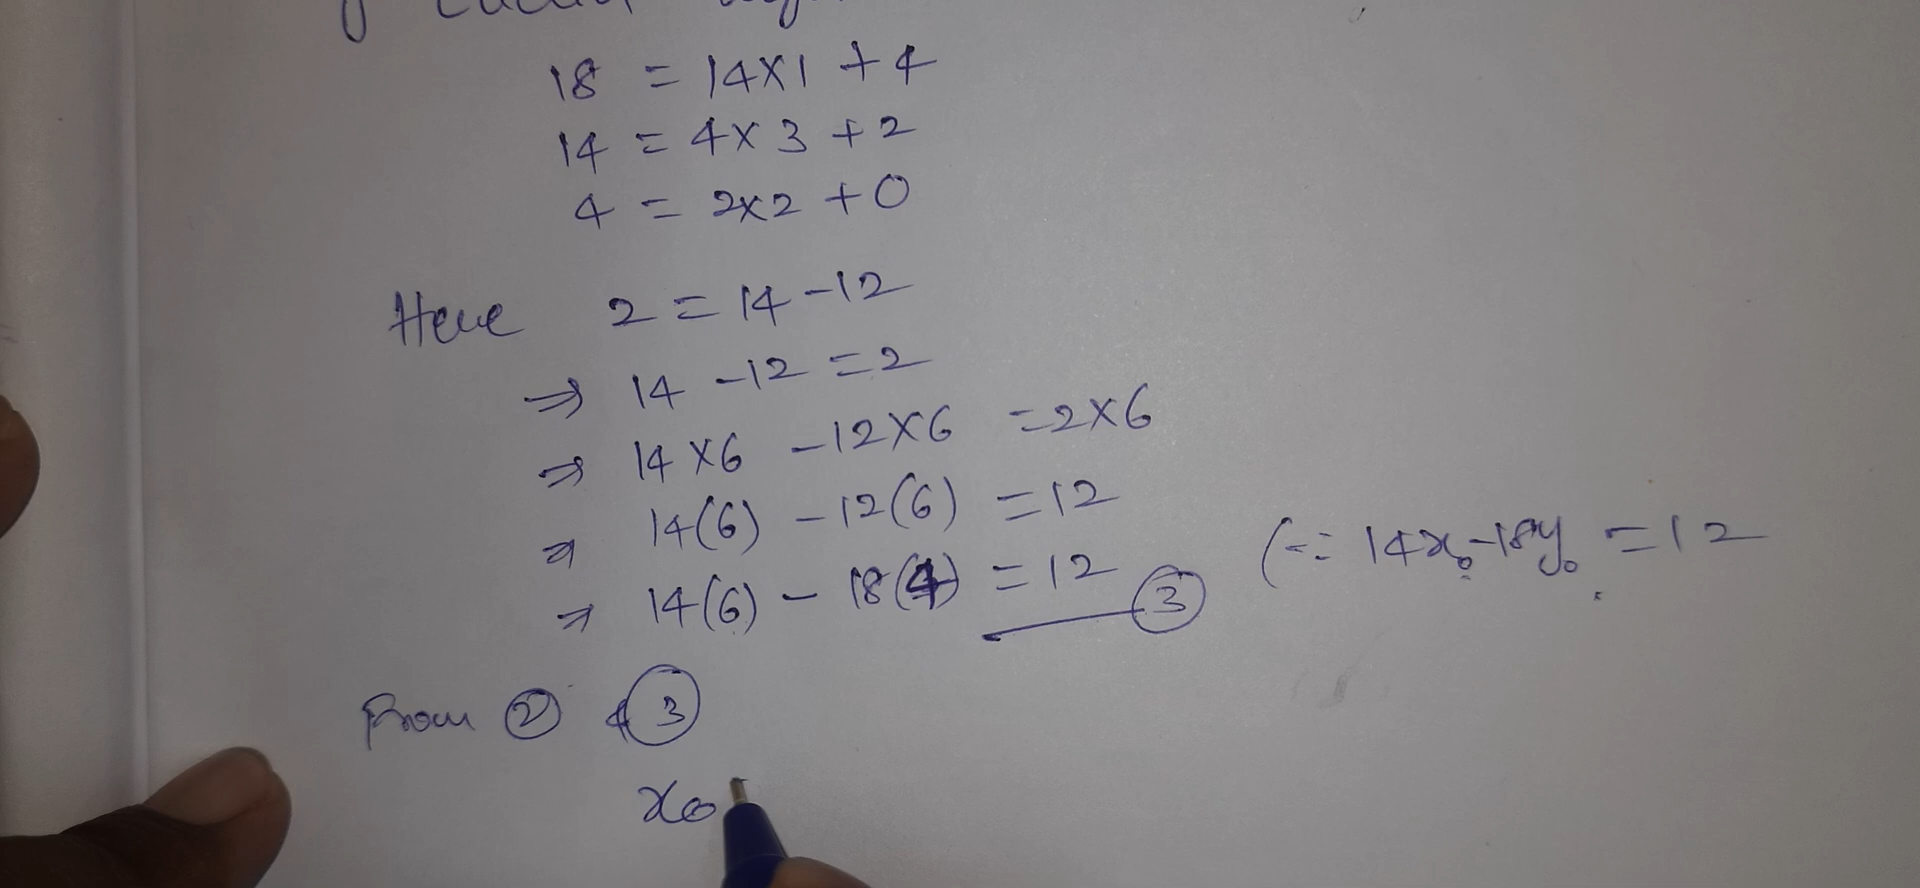 18 = 14×1 + 4
14 = 4×3 + 2
4 = 2×2 + 0
Here 2 = 14 - 12
⇒ 14 - 12 = 2
⇒ 14×6 - 12×6 = 2×6
⇒ 14(6) - 12(6) = 12
⇒ 14(6) - 18(4) = 12 ③ (∵ 14x₀ - 18y₀ = 12
From ② & ③
x₀